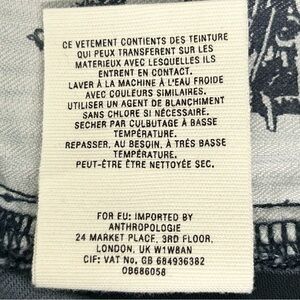 CE VETEMENT CONTIENTS DES TEINTURE
QUI PEUX TRANSFERENT SUR LES
MATERIEUX AVEC LESQUELLES ILS
ENTRENT EN CONTACT.
LAVER À LA MACHINE À L'EAU FROIDE
AVEC COULEURS SIMILAIRES.
UTILISER UN AGENT DE BLANCHIMENT
SANS CHLORE SI NÉCESSAIRE.
SECHER PAR CULBUTAGE À BASSE
TEMPÉRATURE.
REPASSER, AU BESOIN, À TRÉS BASSE
TEMPÉRATURE.
PEUT-ÊTRE ÊTRE NETTOYÉE SEC.
FOR EU: IMPORTED BY
ANTHROPOLOGIE
24 MARKET PLACE, 3RD FLOOR,
LONDON, UK W1W8AN
CIF: VAT No. GB 684936382
OB686058